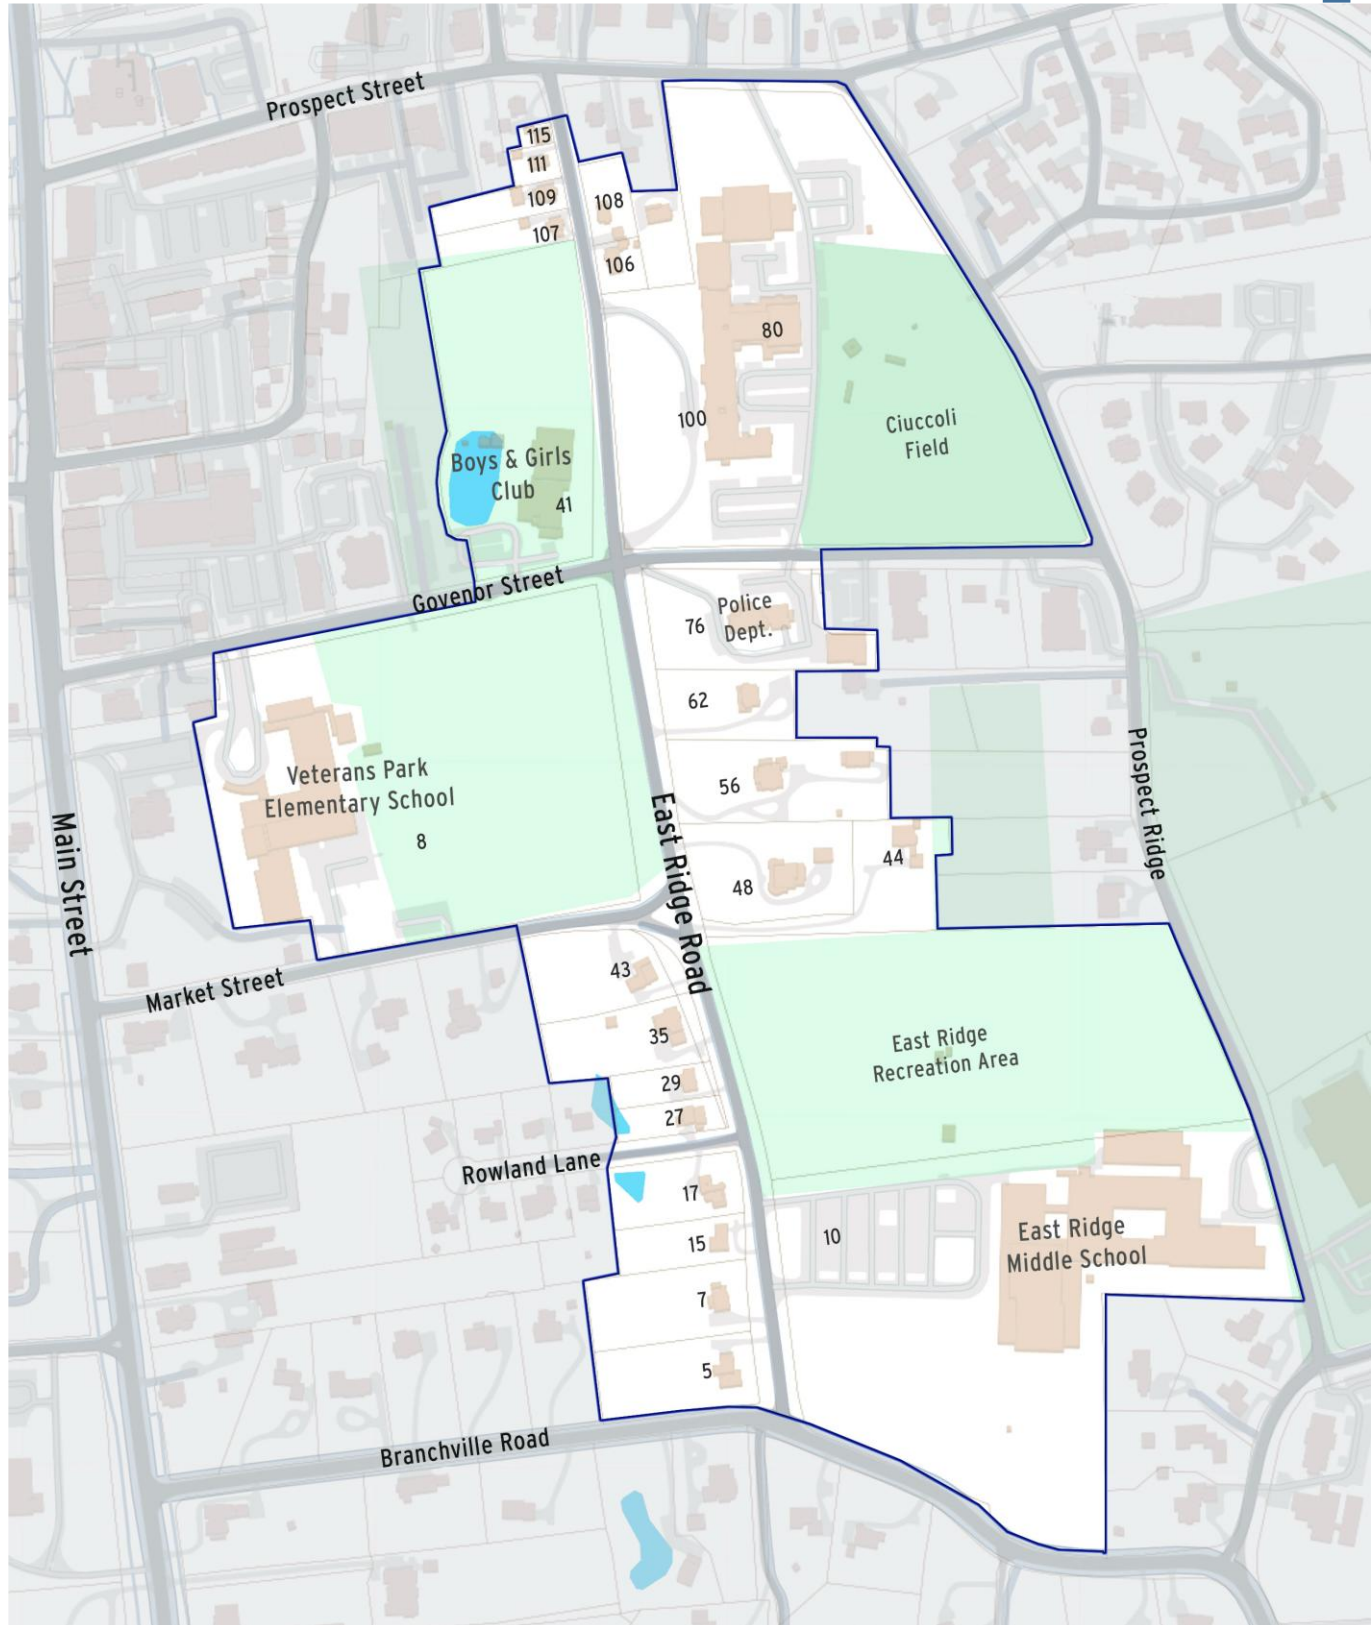 Prospect Street
115
111
109
108
107
106
80
100
Ciuccoli
Field
Boys & Girls
Club
41
Govenor Street
Police
Dept.
76
62
Prospect Ridge
Veterans Park
Elementary School
8
56
East Ridge Road
Main Street
44
48
Market Street
43
35
East Ridge
Recreation Area
29
27
Rowland Lane
17
15
10
East Ridge
Middle School
7
5
Branchville Road